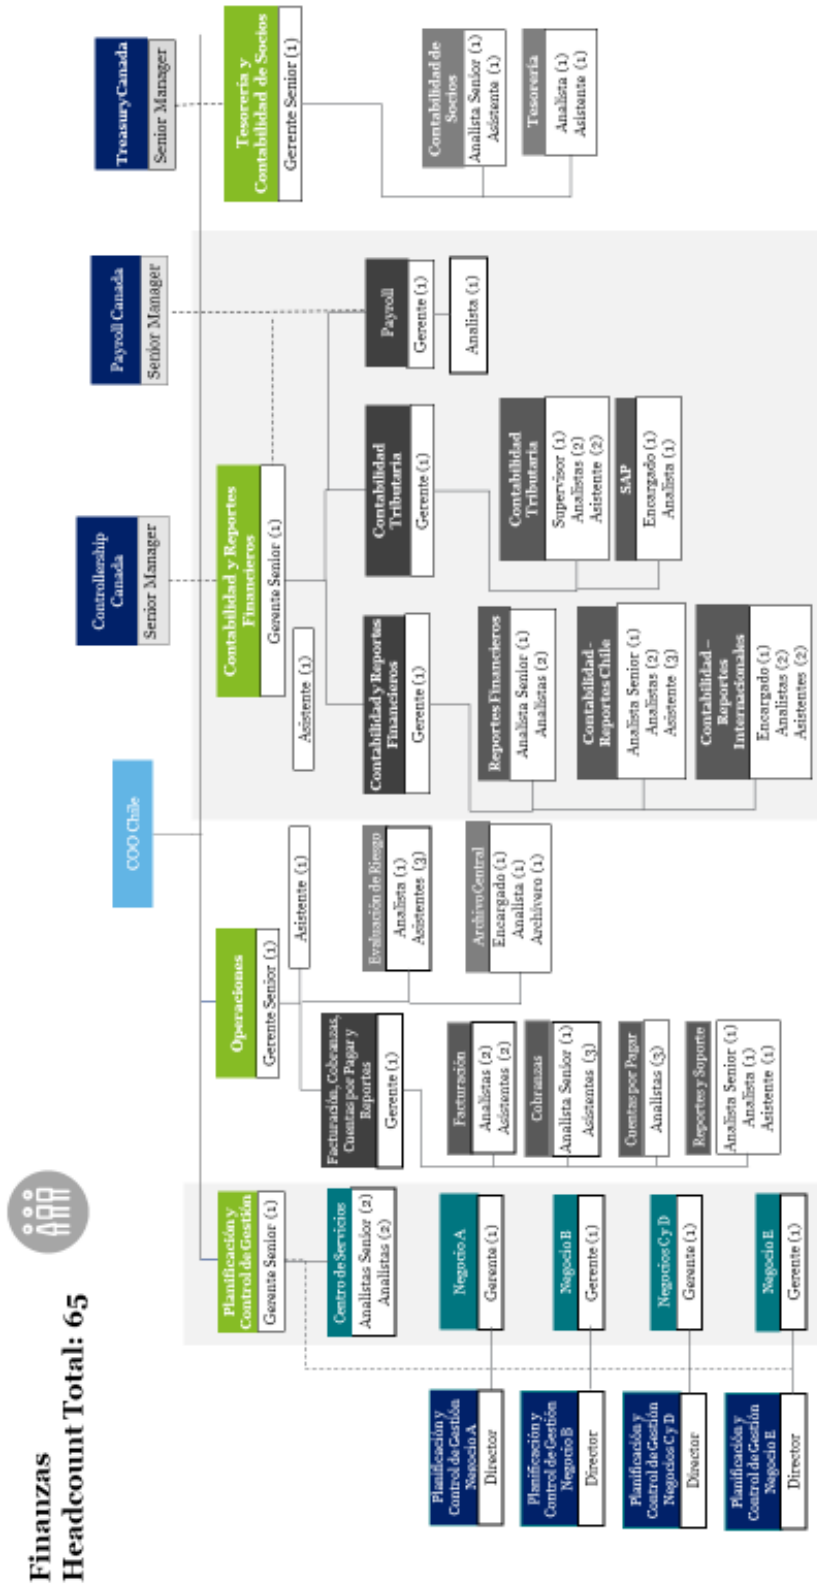 Finanzas
Headcount Total: 65
COO Chile
Controllership
Canada
Senior Manager
Payroll Canada
Senior Manager
Treasury Canada
Senior Manager
Planificación y
Control de Gestión
Gerente Senior (1)
Centro de Servicios
Analistas Senior (2)
Analistas (2)
Negocio A
Gerente (1)
Negocio B
Gerente (1)
Negocios C y D
Gerente (1)
Negocio E
Gerente (1)
Planificación y
Control de Gestión
Negocio A
Director
Planificación y
Control de Gestión
Negocio B
Director
Planificación y
Control de Gestión
Negocios C y D
Director
Planificación y
Control de Gestión
Negocio E
Director
Operaciones
Gerente Senior (1)
Asistente (1)
Facturación, Cobranzas,
Cuentas por Pagar y
Reportes
Gerente (1)
Facturación
Analistas (2)
Asistentes (2)
Cobranzas
Analista Senior (1)
Asistentes (3)
Cuentas por Pagar
Analistas (3)
Reportes y Soporte
Analista Senior (1)
Analista (1)
Asistente (1)
Evaluación de Riesgo
Analista (1)
Asistentes (3)
Archivo Central
Encargado (1)
Analista (1)
Archivero (1)
Contabilidad y Reportes
Financieros
Gerente Senior (1)
Asistente (1)
Contabilidad y Reportes
Financieros
Gerente (1)
Reportes Financieros
Analista Senior (1)
Analistas (2)
Contabilidad -
Reportes Chile
Analista Senior (1)
Analistas (2)
Asistente (3)
Contabilidad –
Reportes
Internacionales
Encargado (1)
Analistas (2)
Asistentes (2)
Contabilidad
Tributaria
Gerente (1)
Contabilidad
Tributaria
Supervisor (1)
Analistas (2)
Asistente (2)
SAP
Encargado (1)
Analista (1)
Payroll
Gerente (1)
Analista (1)
Tesorería y
Contabilidad de Socios
Gerente Senior (1)
Contabilidad de
Socios
Analista Senior (1)
Asistente (1)
Tesorería
Analista (1)
Asistente (1)